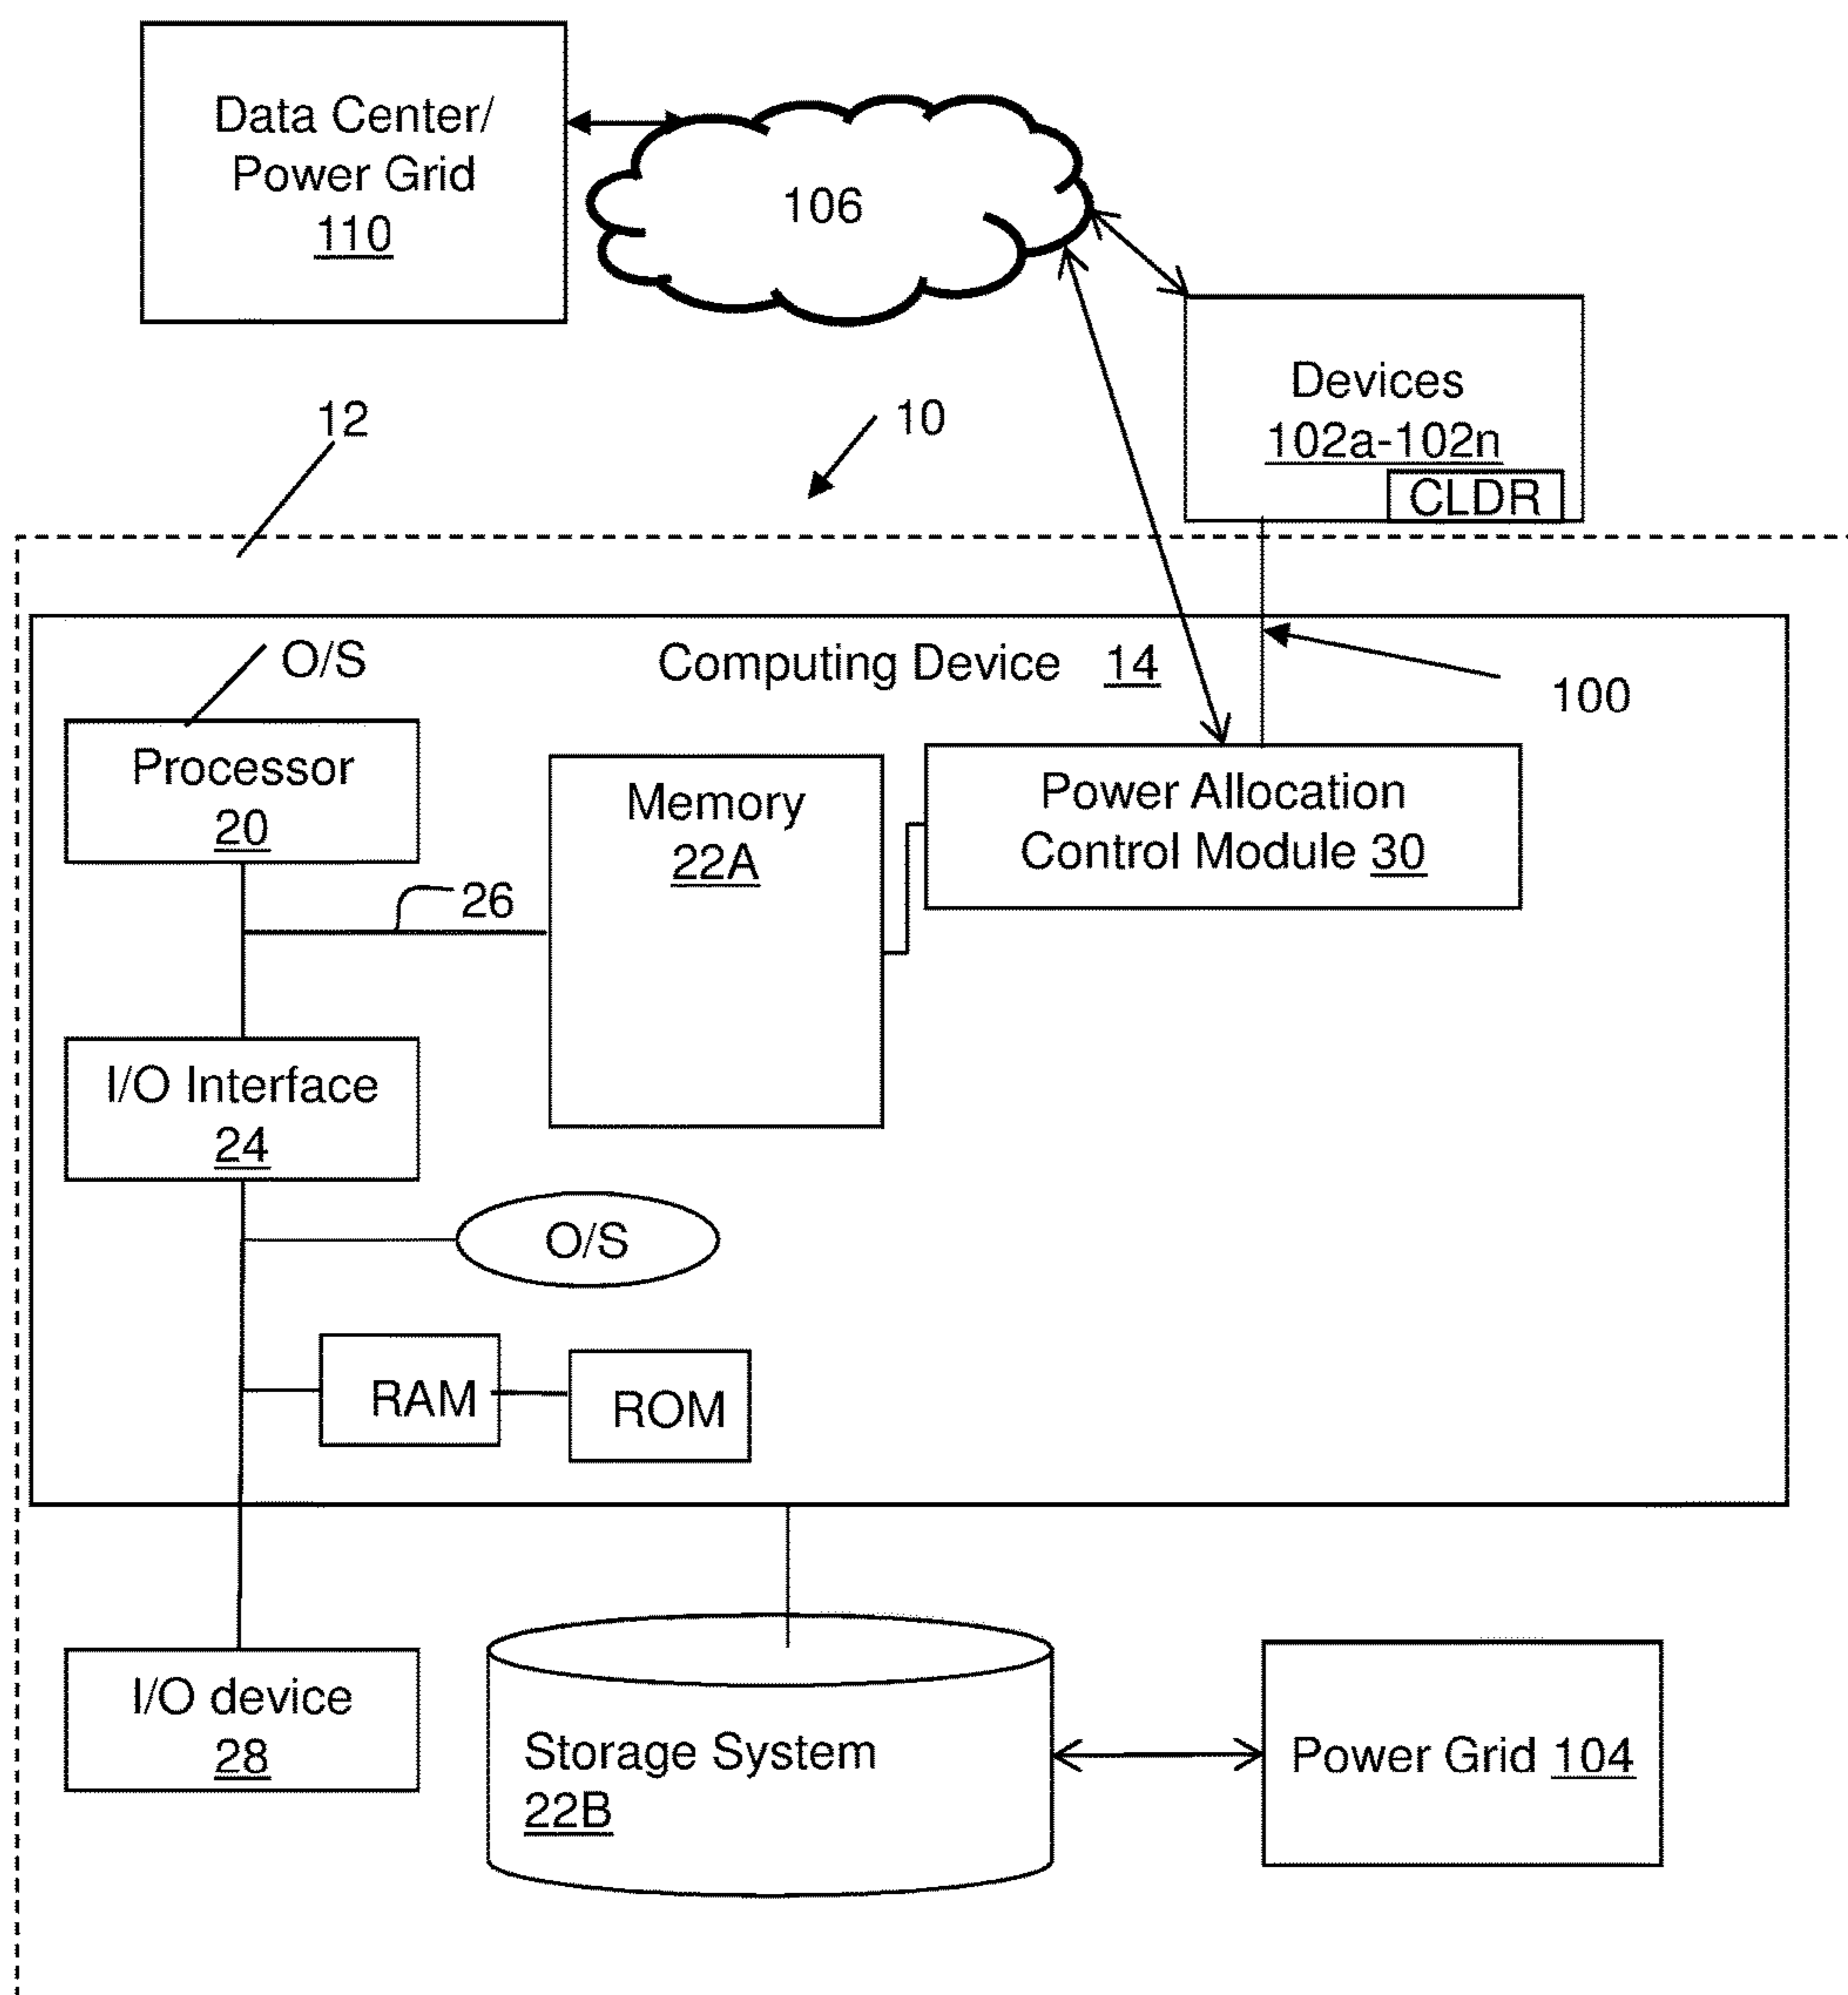 Data Center/
Power Grid
110
106
Devices
102a-102n
CLDR
12
10
O/S
Computing Device 14
100
Processor
20
Memory
22A
Power Allocation
Control Module 30
26
I/O Interface
24
O/S
RAM
ROM
I/O device
28
Storage System
22B
Power Grid 104